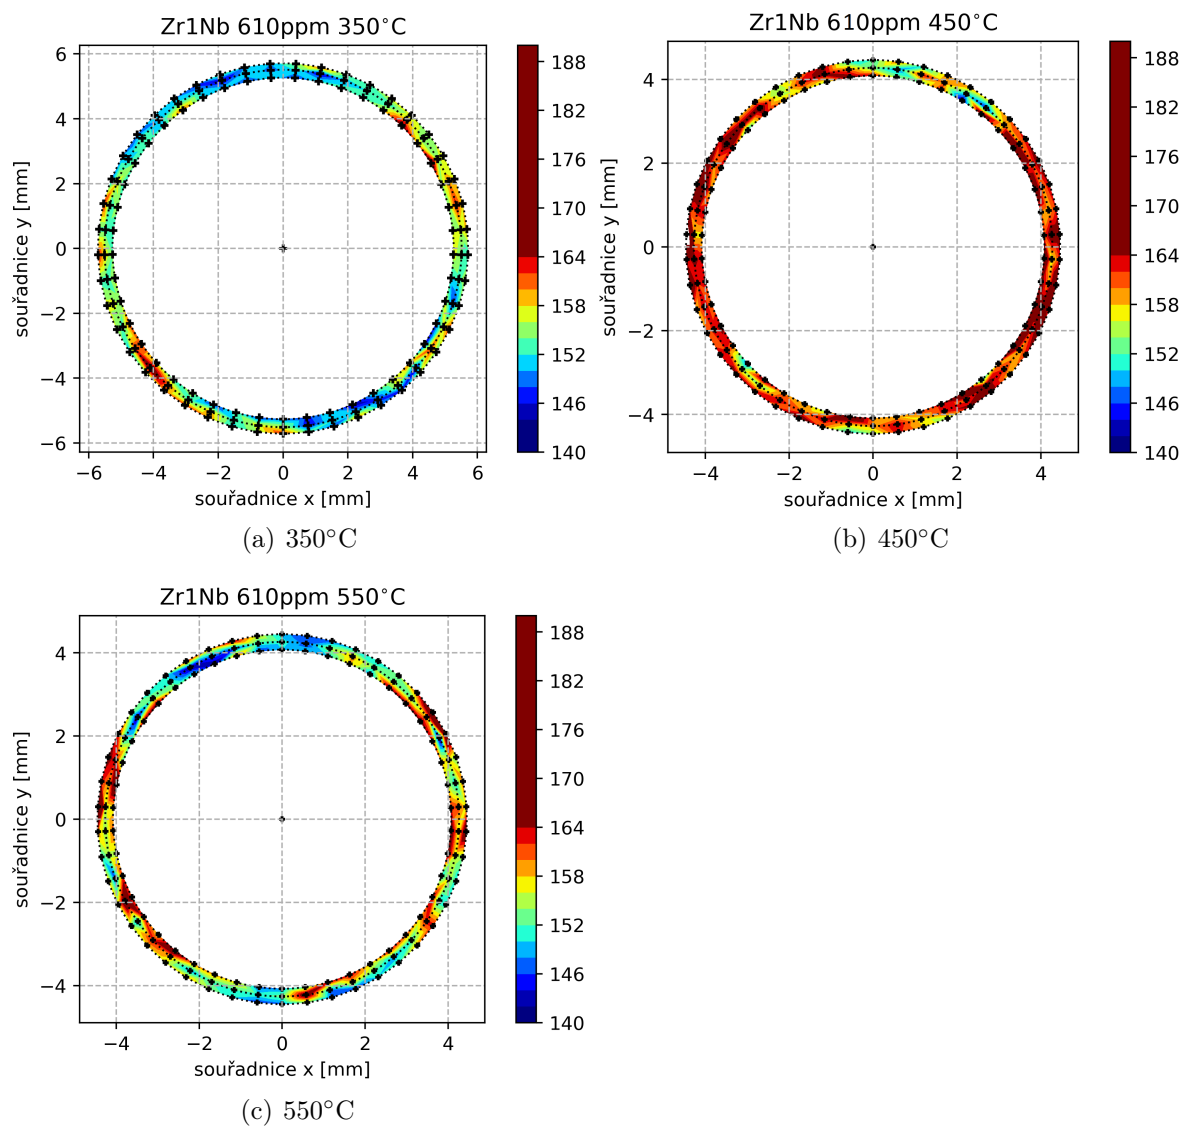 Zr1Nb 610ppm 350°C
6
4
2
0
−2
−4
−6
−6 −4 −2 0 2 4 6
souřadnice x [mm]
souřadnice y [mm]
188
182
176
170
164
158
152
146
140
(a) 350°C
Zr1Nb 610ppm 450°C
4
2
0
−2
−4
−4 −2 0 2 4
souřadnice x [mm]
souřadnice y [mm]
188
182
176
170
164
158
152
146
140
(b) 450°C
Zr1Nb 610ppm 550°C
4
2
0
−2
−4
−4 −2 0 2 4
souřadnice x [mm]
souřadnice y [mm]
188
182
176
170
164
158
152
146
140
(c) 550°C